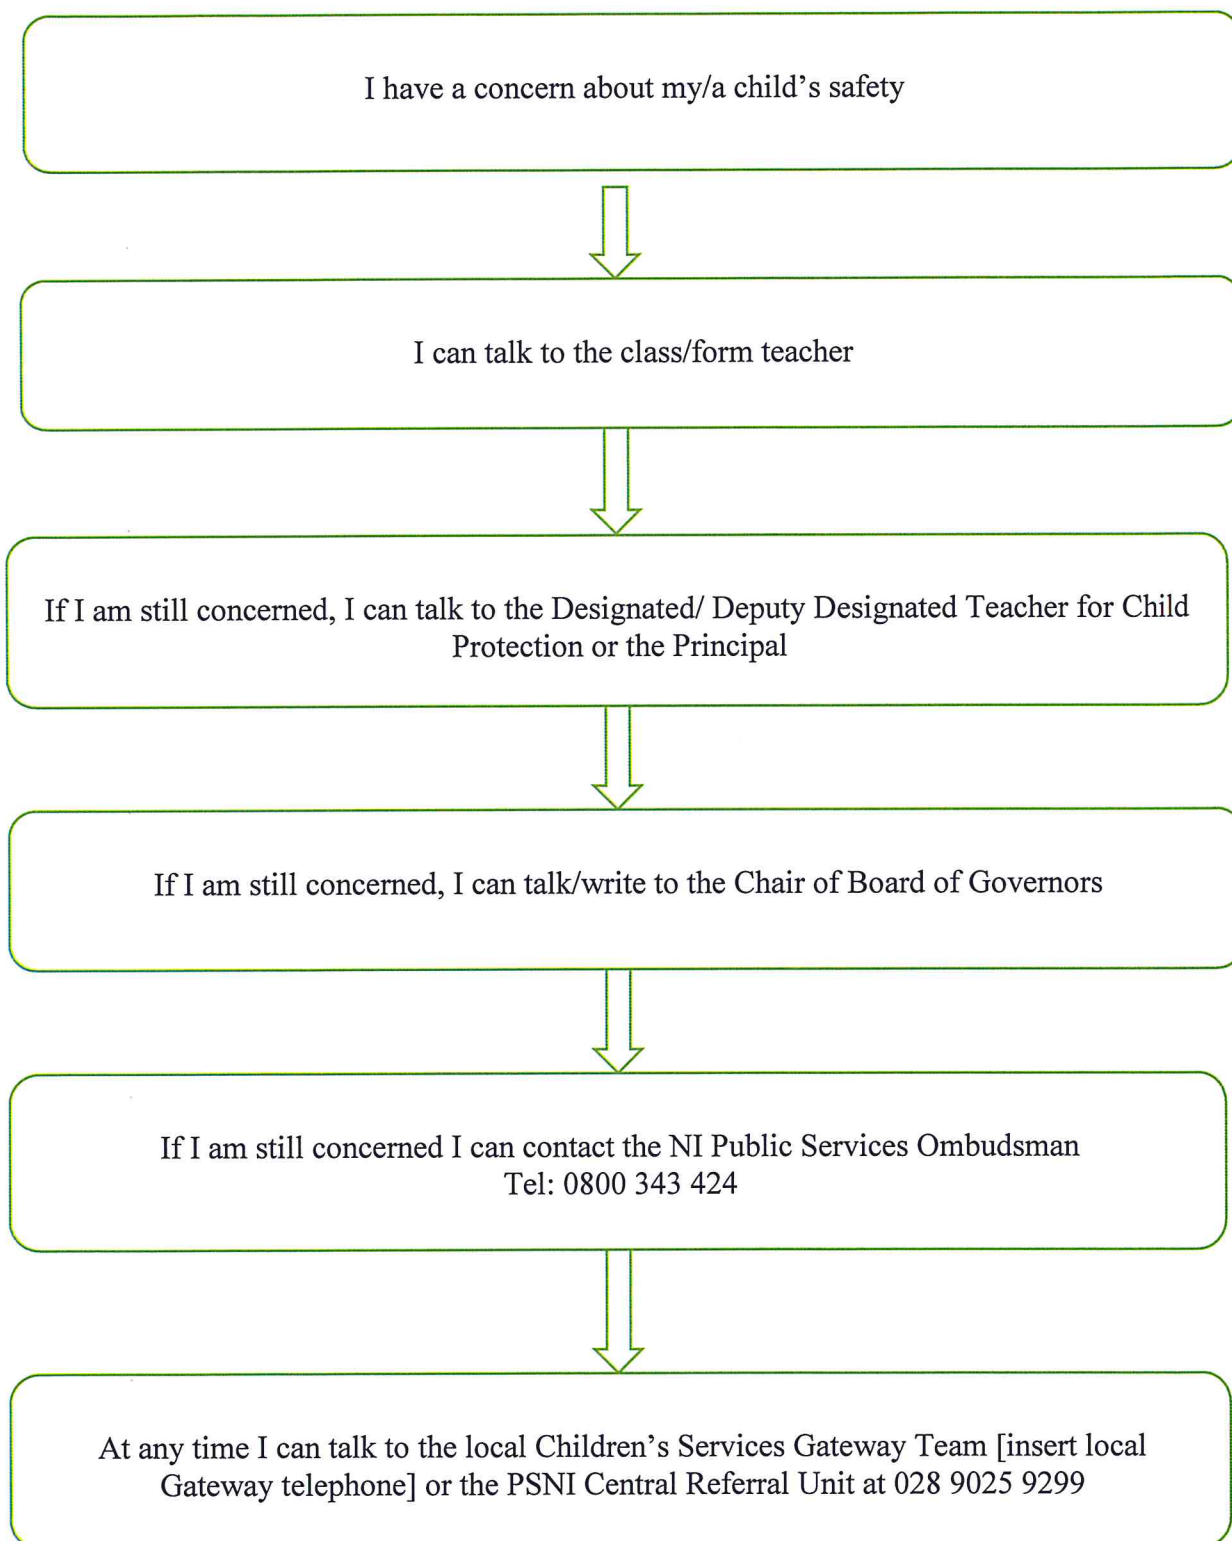 I have a concern about my/a child’s safety
I can talk to the class/form teacher
If I am still concerned, I can talk to the Designated/ Deputy Designated Teacher for Child
Protection or the Principal
If I am still concerned, I can talk/write to the Chair of Board of Governors
If I am still concerned I can contact the NI Public Services Ombudsman
Tel: 0800 343 424
At any time I can talk to the local Children’s Services Gateway Team [insert local
Gateway telephone] or the PSNI Central Referral Unit at 028 9025 9299